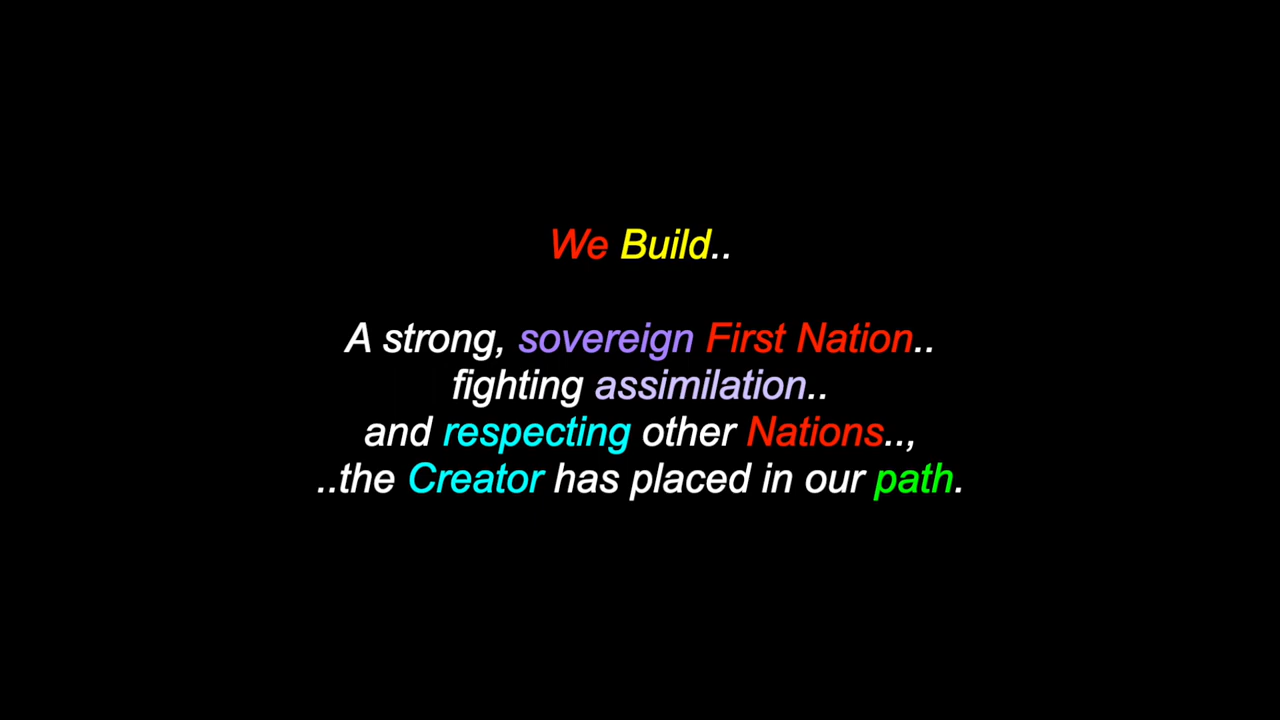 We Build..
A strong, sovereign First Nation..
fighting assimilation..
and respecting other Nations..,
..the Creator has placed in our path.